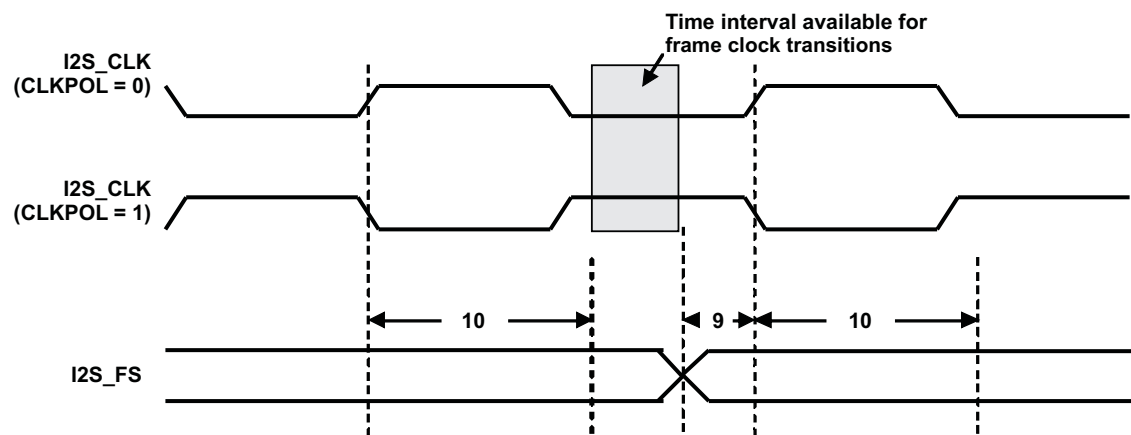 Time interval available for
frame clock transitions
I2S_CLK
(CLKPOL = 0)
I2S_CLK
(CLKPOL = 1)
10
9
10
I2S_FS